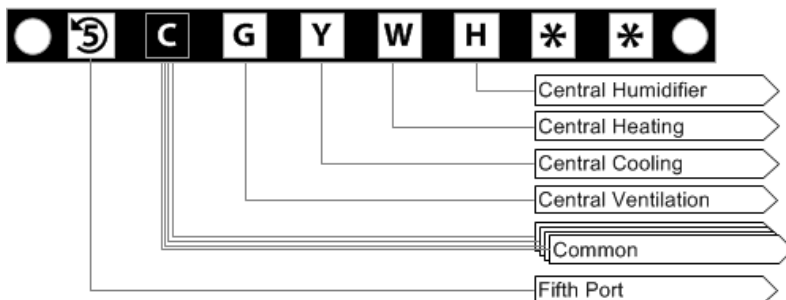 5 C G Y W H * *
Central Humidifier
Central Heating
Central Cooling
Central Ventilation
Common
Fifth Port